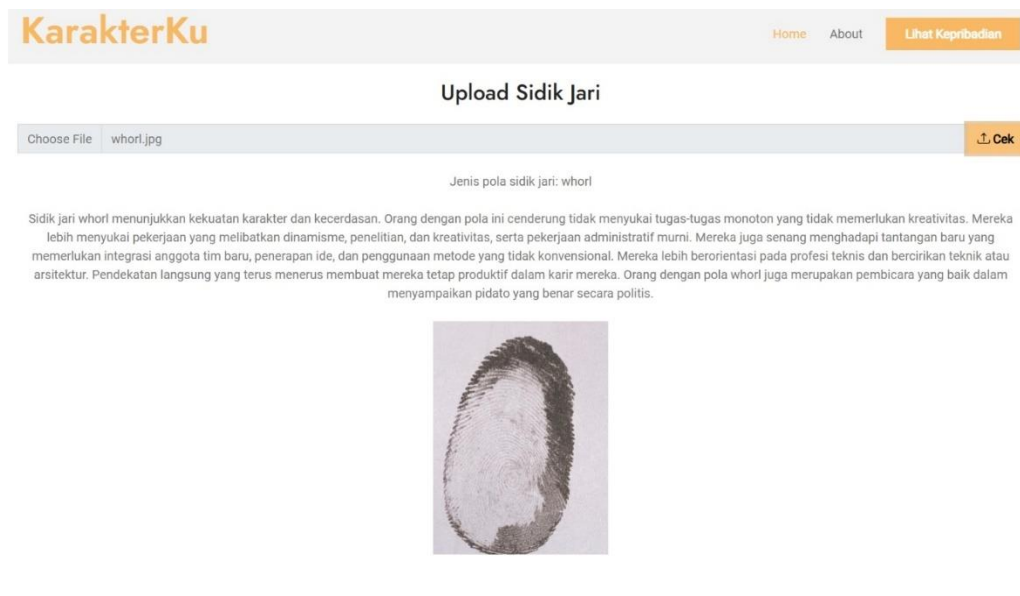 KarakterKu
Home About Lihat Kepribadian
Upload Sidik Jari
Choose File whorl.jpg Cek
Jenis pola sidik jari: whorl
Sidik jari whorl menunjukkan kekuatan karakter dan kecerdasan. Orang dengan pola ini cenderung tidak menyukai tugas-tugas monoton yang tidak memerlukan kreativitas. Mereka
lebih menyukai pekerjaan yang melibatkan dinamisme, penelitian, dan kreativitas, serta pekerjaan administratif murni. Mereka juga senang menghadapi tantangan baru yang
memerlukan integrasi anggota tim baru, penerapan ide, dan penggunaan metode yang tidak konvensional. Mereka lebih berorientasi pada profesi teknis dan bercirikan teknik atau
arsitektur. Pendekatan langsung yang terus menerus membuat mereka tetap produktif dalam karir mereka. Orang dengan pola whorl juga merupakan pembicara yang baik dalam
menyampaikan pidato yang benar secara politis.